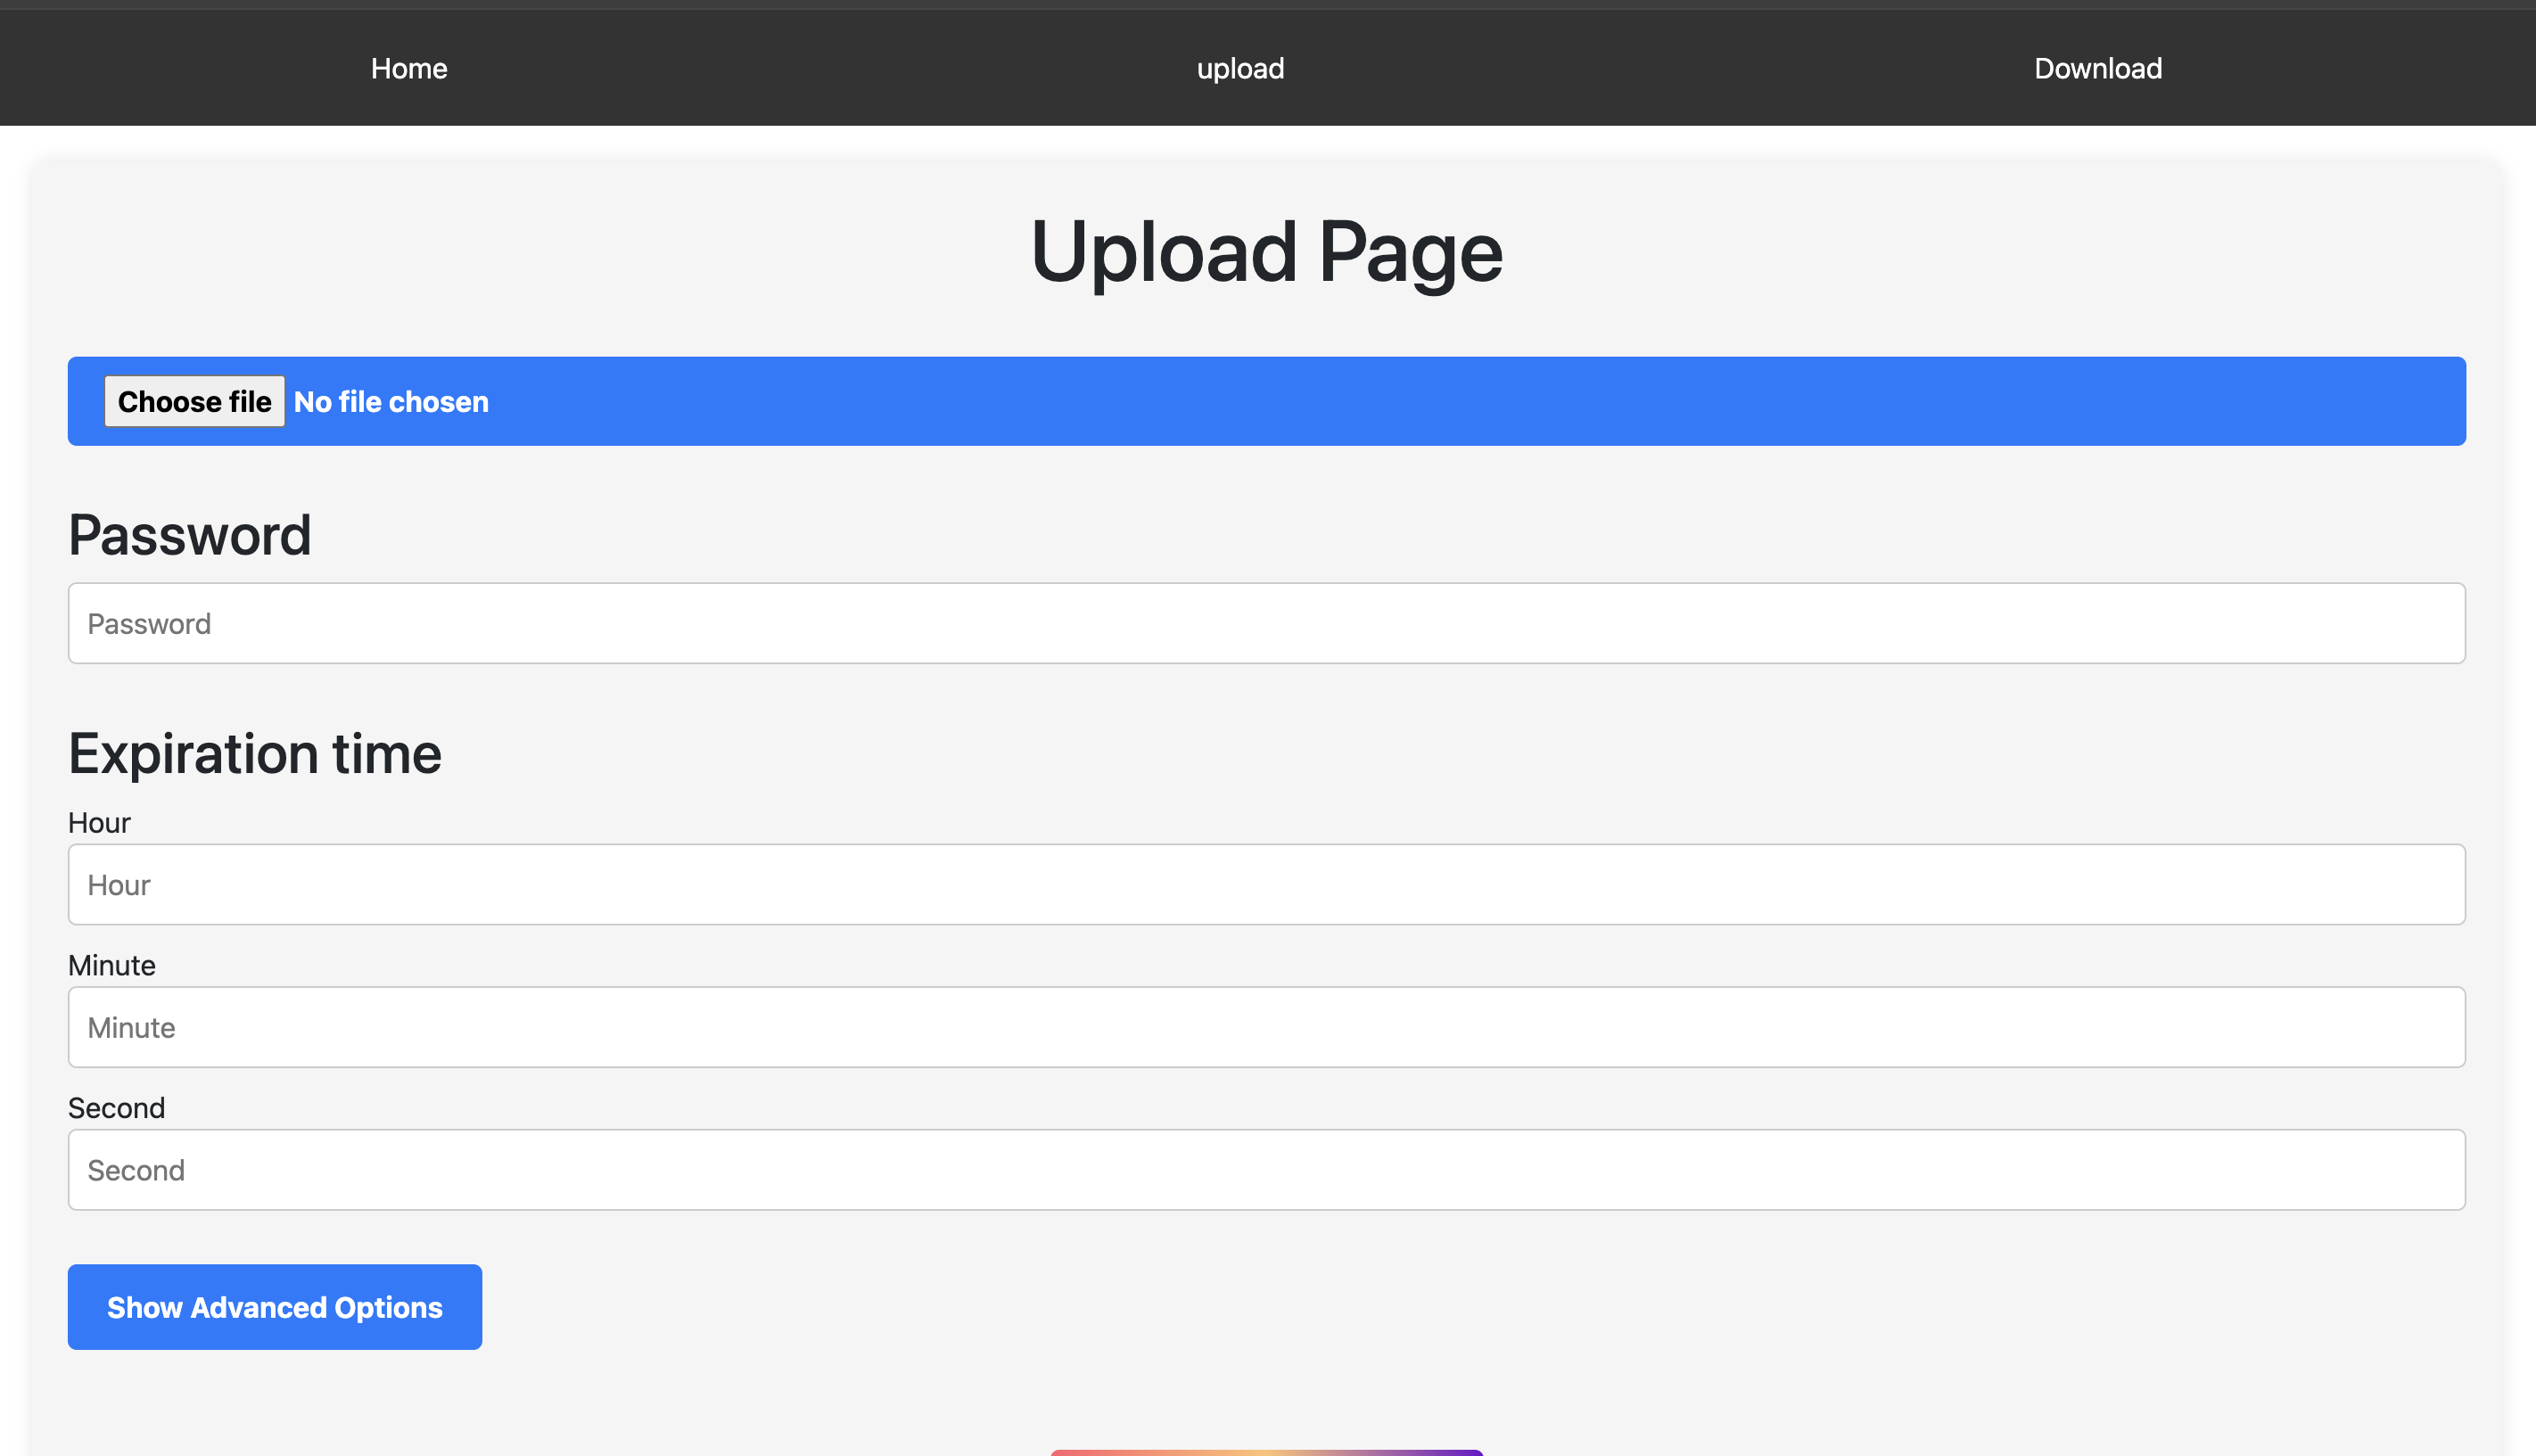 Home upload Download
Upload Page
Choose file No file chosen
Password
Password
Expiration time
Hour
Hour
Minute
Minute
Second
Second
Show Advanced Options